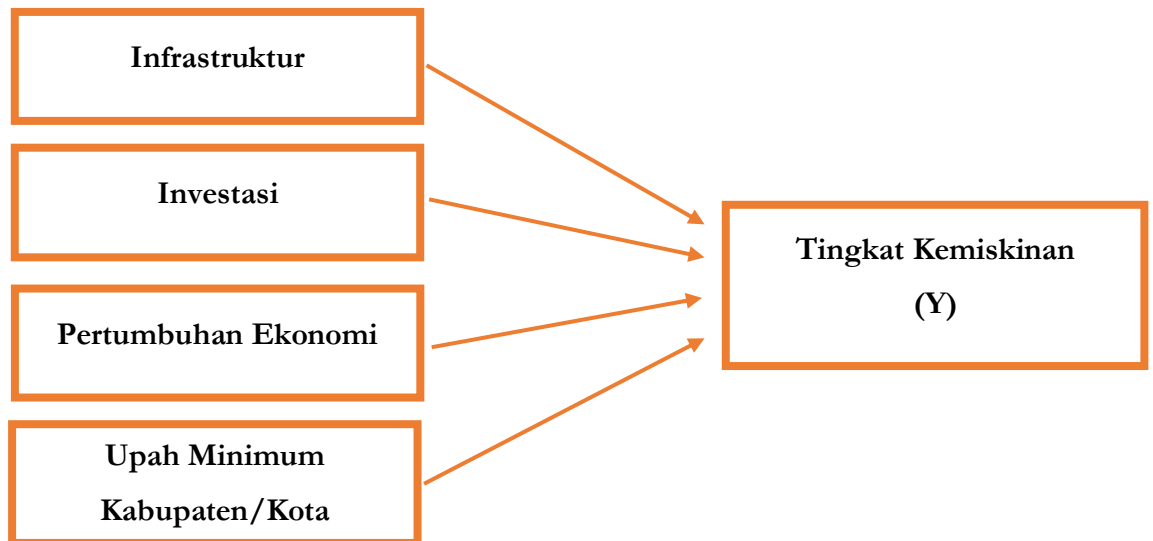 Infrastruktur
Investasi
Pertumbuhan Ekonomi
Upah Minimum
Kabupaten/Kota
Tingkat Kemiskinan
(Y)